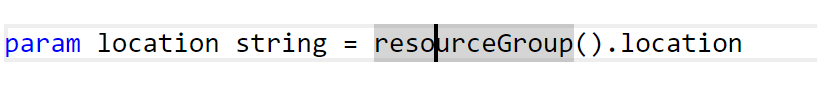 param location string = resourceGroup().location